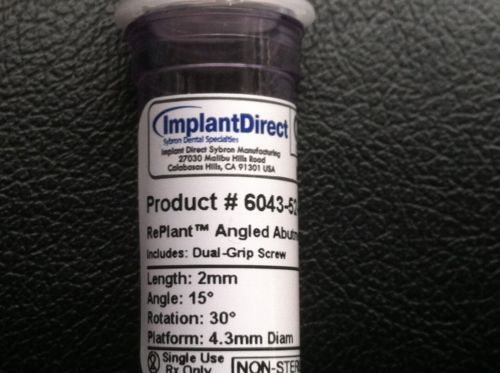 ImplantDirect
Sybron Dental Specialties
Implant Direct Sybron Manufacturing
27030 Malibu Hills Road
Calabasas Hills, CA 91301 USA
Product # 6043-52
RePlant™ Angled Abutm
Includes: Dual-Grip Screw
Length: 2mm
Angle: 15°
Rotation: 30°
Platform: 4.3mm Diam
2 Single Use
Rx Only NON-STER